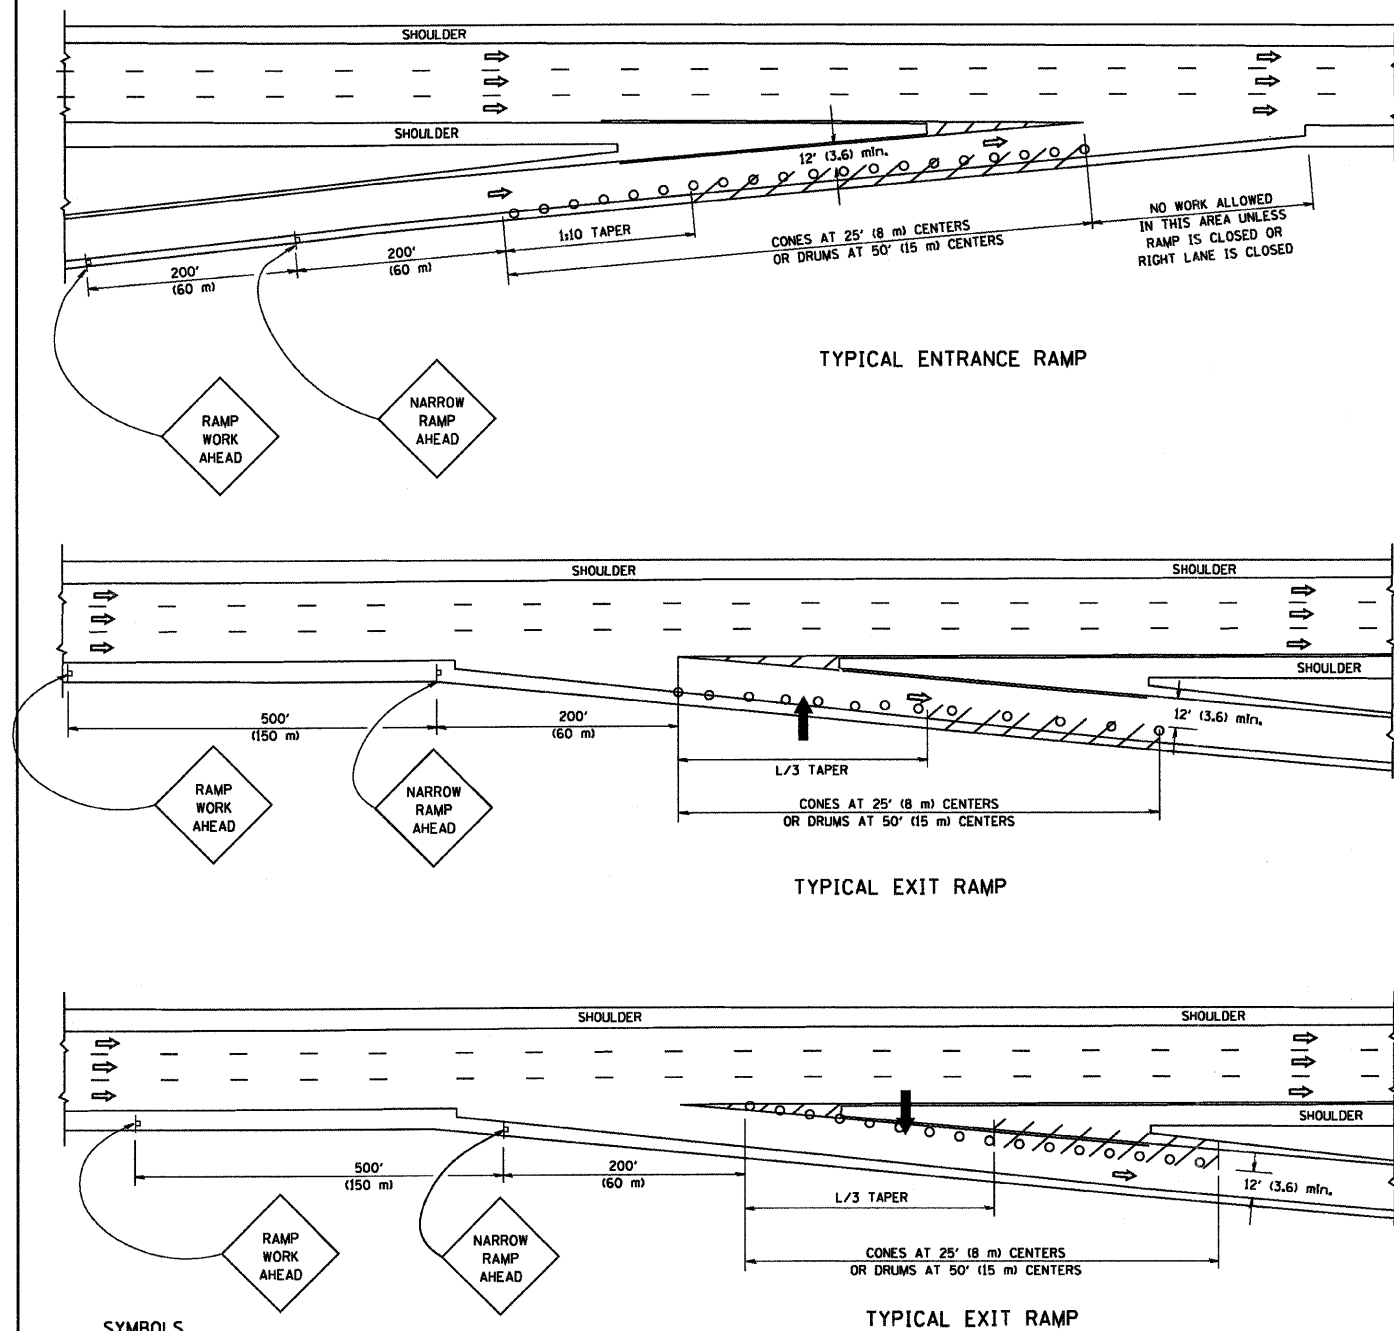 SHOULDER
SHOULDER
12' (3.6) min.
1:10 TAPER
200'
(60 m)
200'
(60 m)
CONES AT 25' (8 m) CENTERS
OR DRUMS AT 50' (15 m) CENTERS
NO WORK ALLOWED
IN THIS AREA UNLESS
RAMP IS CLOSED OR
RIGHT LANE IS CLOSED
TYPICAL ENTRANCE RAMP
RAMP
WORK
AHEAD
NARROW
RAMP
AHEAD
SHOULDER
SHOULDER
SHOULDER
12' (3.6) min.
500'
(150 m)
200'
(60 m)
L/3 TAPER
RAMP
WORK
AHEAD
NARROW
RAMP
AHEAD
CONES AT 25' (8 m) CENTERS
OR DRUMS AT 50' (15 m) CENTERS
TYPICAL EXIT RAMP
SHOULDER
SHOULDER
SHOULDER
500'
(150 m)
200'
(60 m)
12' (3.6) min.
L/3 TAPER
RAMP
WORK
AHEAD
NARROW
RAMP
AHEAD
CONES AT 25' (8 m) CENTERS
OR DRUMS AT 50' (15 m) CENTERS
TYPICAL EXIT RAMP
SYMBOLS